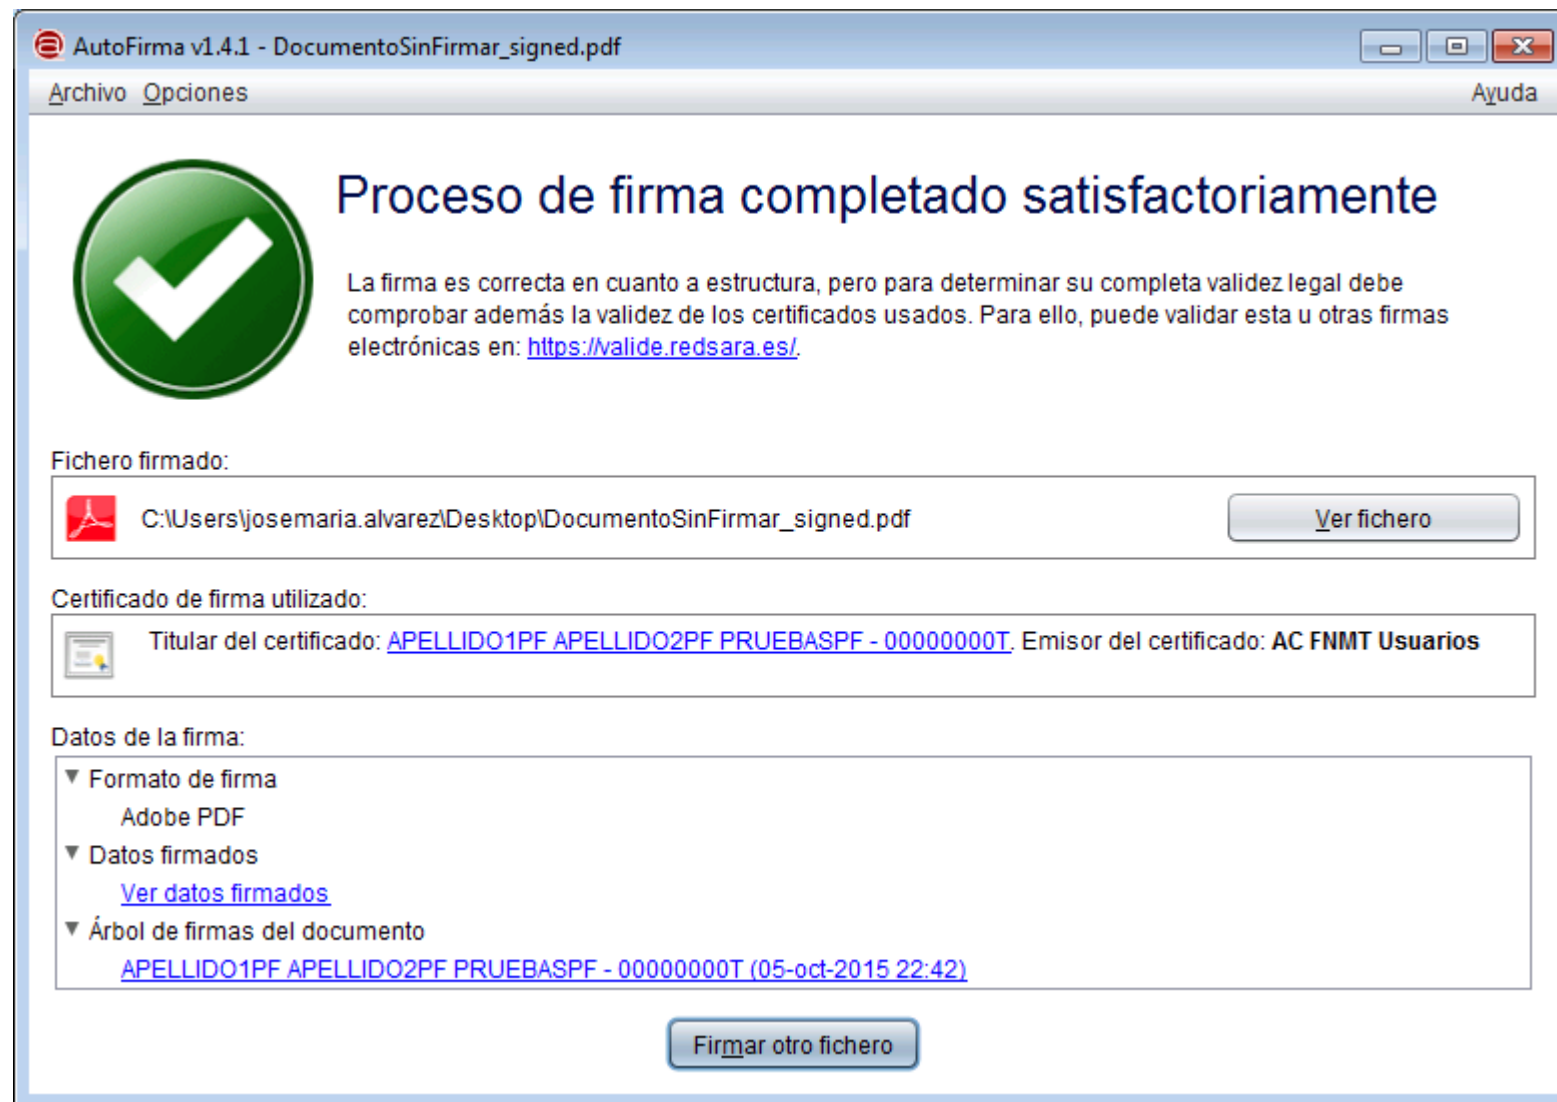 AutoFirma v1.4.1 - DocumentoSinFirmar_signed.pdf
Archivo Opciones Ayuda
Proceso de firma completado satisfactoriamente
La firma es correcta en cuanto a estructura, pero para determinar su completa validez legal debe
comprobar además la validez de los certificados usados. Para ello, puede validar esta u otras firmas
electrónicas en: https://valide.redsara.es/.
Fichero firmado:
C:\Users\josemaria.alvarez\Desktop\DocumentoSinFirmar_signed.pdf Ver fichero
Certificado de firma utilizado:
Titular del certificado: APELLIDO1PF APELLIDO2PF PRUEBASPF - 00000000T. Emisor del certificado: AC FNMT Usuarios
Datos de la firma:
Formato de firma
Adobe PDF
Datos firmados
Ver datos firmados
Árbol de firmas del documento
APELLIDO1PF APELLIDO2PF PRUEBASPF - 00000000T (05-oct-2015 22:42)
Firmar otro fichero